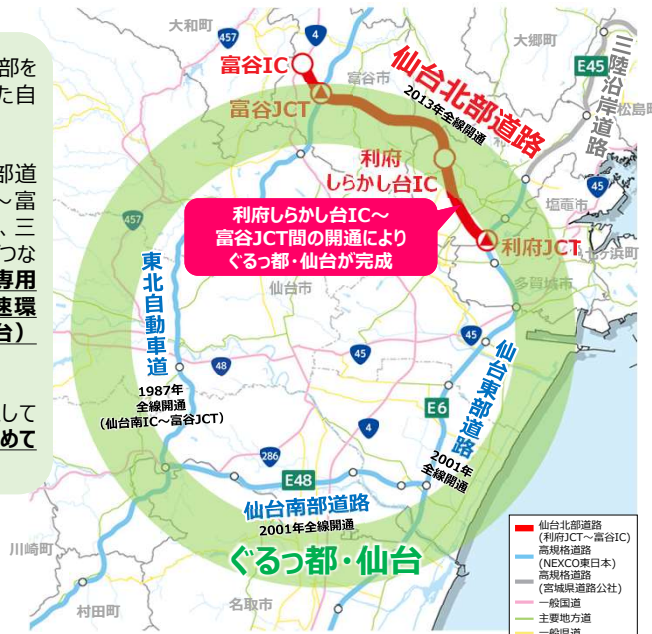 部を
た自
部道
～富
、三
つな
専用
速環
台）
して
めて
大和町
大郷町
457
4
富谷IC
富谷市
富谷JCT
仙台北部道路
2013年全線開通
E45
三陸沿岸道路
松島町
利府
しらかし台IC
45
塩竈市
利府しらかし台IC～
富谷JCT間の開通により
ぐるっ都・仙台が完成
利府JCT
七ヶ浜町
多賀城市
457
仙台市
東北自動車道
1987年
全線開通
（仙台南IC～富谷JCT）
48
45
45
仙台東部道路
2001年
全線開通
E6
4
286
E48
仙台南部道路
2001年全線開通
ぐるっ都・仙台
川崎町
村田町
名取市
仙台北部道路
(利府JCT～富谷IC)
高規格道路
(NEXCO東日本)
高規格道路
(宮城県道路公社)
一般国道
主要地方道
一般県道